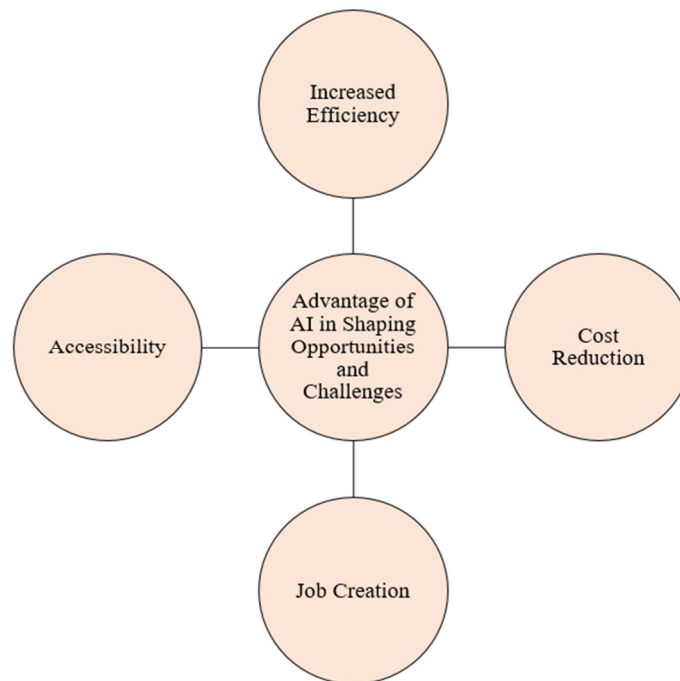 Increased
Efficiency
Advantage of
AI in Shaping
Opportunities
and
Challenges
Accessibility
Cost
Reduction
Job Creation